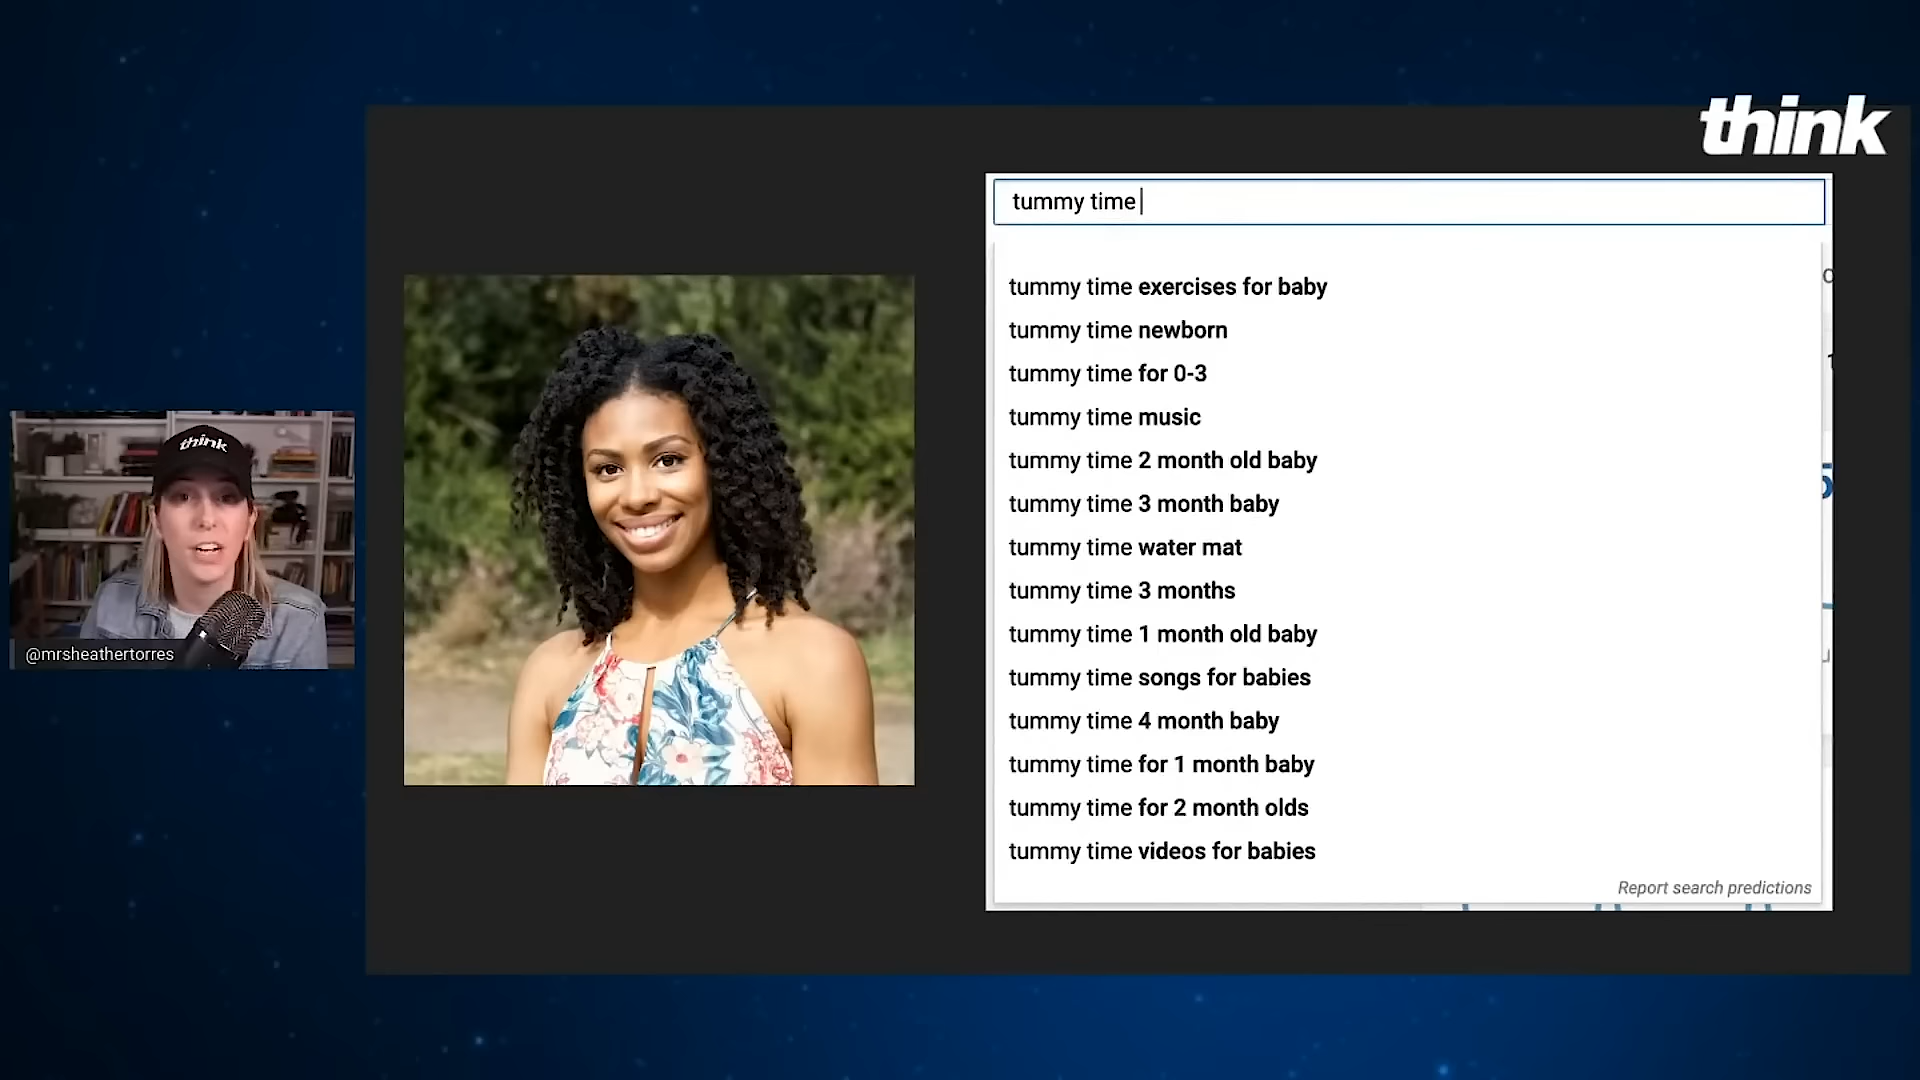 think
tummy time
tummy time exercises for baby
tummy time newborn
tummy time for 0-3
tummy time music
tummy time 2 month old baby
tummy time 3 month baby
tummy time water mat
tummy time 3 months
tummy time 1 month old baby
tummy time songs for babies
tummy time 4 month baby
tummy time for 1 month baby
tummy time for 2 month olds
tummy time videos for babies
Report search predictions
think
@mrsheathertorres